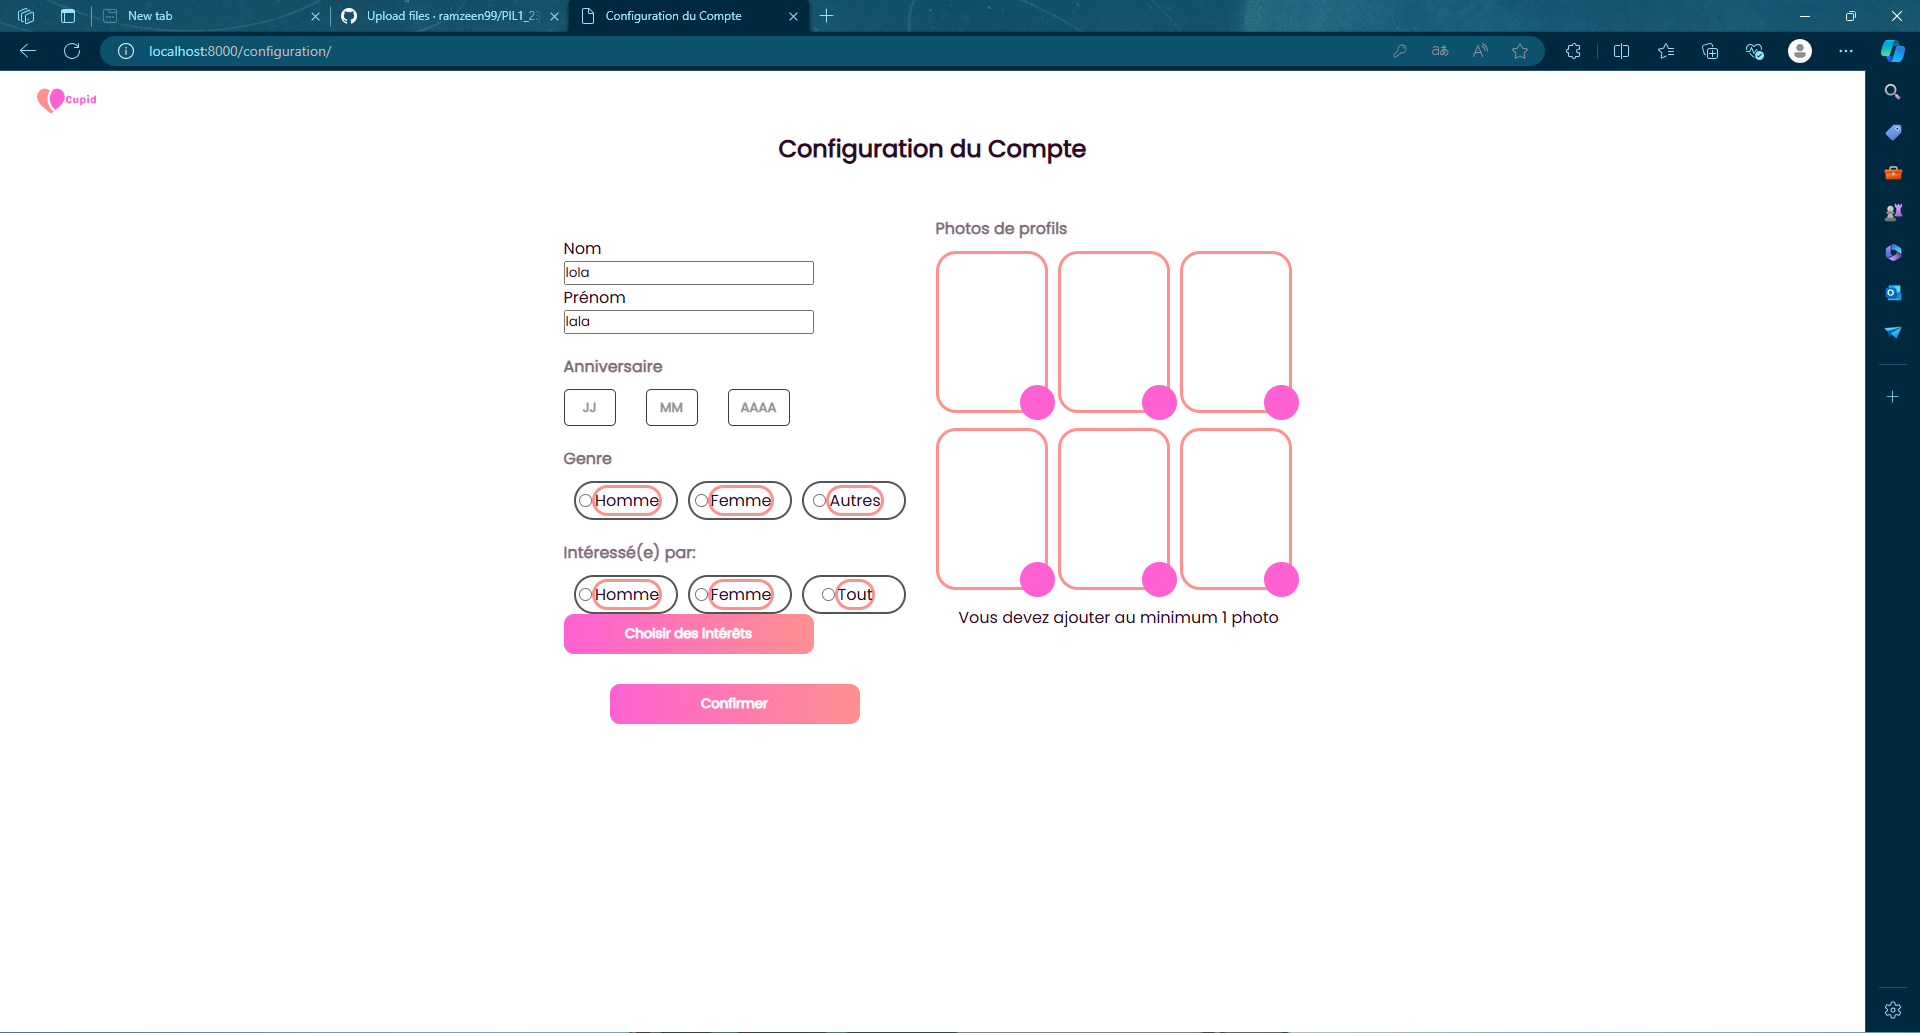 New tab
Upload files · ramzeen99/PIL1_23
Configuration du Compte
localhost:8000/configuration/
Cupid
Configuration du Compte
Nom
lola
Prénom
lala
Anniversaire
JJ MM AAAA
Genre
Homme Femme Autres
Intéressé(e) par:
Homme Femme Tout
Choisir des intérêts
Confirmer
Photos de profils
Vous devez ajouter au minimum 1 photo